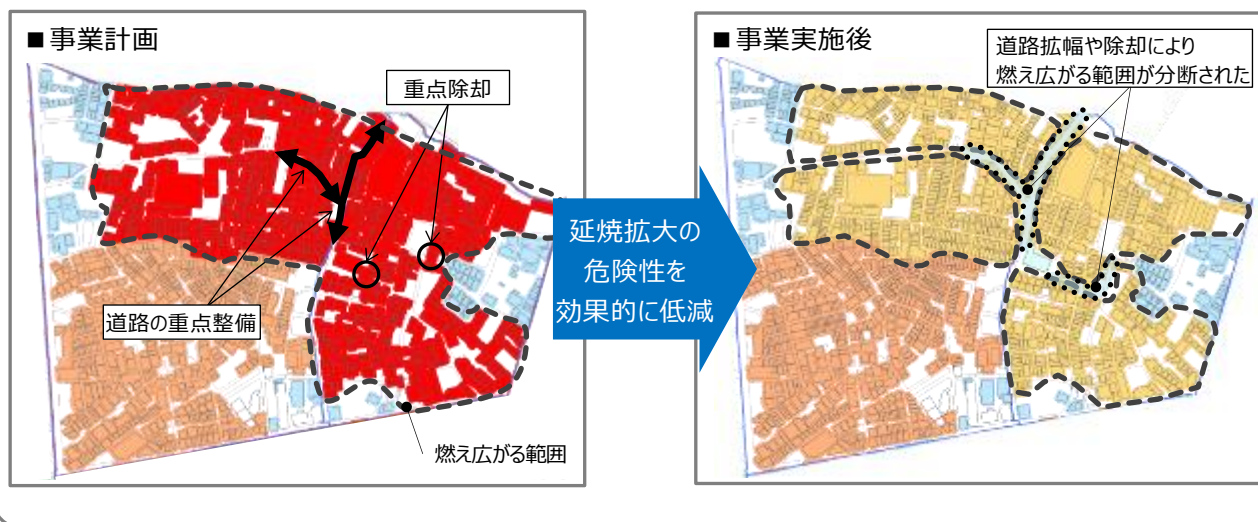 ■事業計画
重点除却
道路の重点整備
燃え広がる範囲
延焼拡大の
危険性を
効果的に低減
■事業実施後
道路拡幅や除却により
燃え広がる範囲が分断された